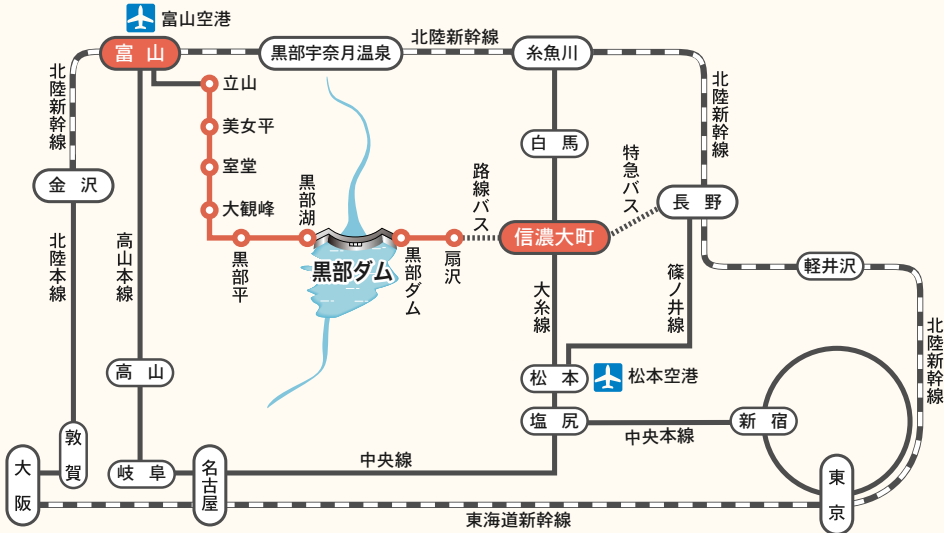 富山空港
富山
黒部宇奈月温泉
北陸新幹線
糸魚川
北陸新幹線
立山
美女平
室堂
大観峰
黒部平
黒部湖
黒部ダム
黒部ダム
扇沢
路線バス
信濃大町
特急バス
長野
北陸新幹線
白馬
金沢
北陸本線
高山本線
大糸線
篠ノ井線
軽井沢
北陸新幹線
高山
松本
松本空港
塩尻
中央本線
新宿
敦賀
大阪
岐阜
名古屋
中央線
東海道新幹線
東京